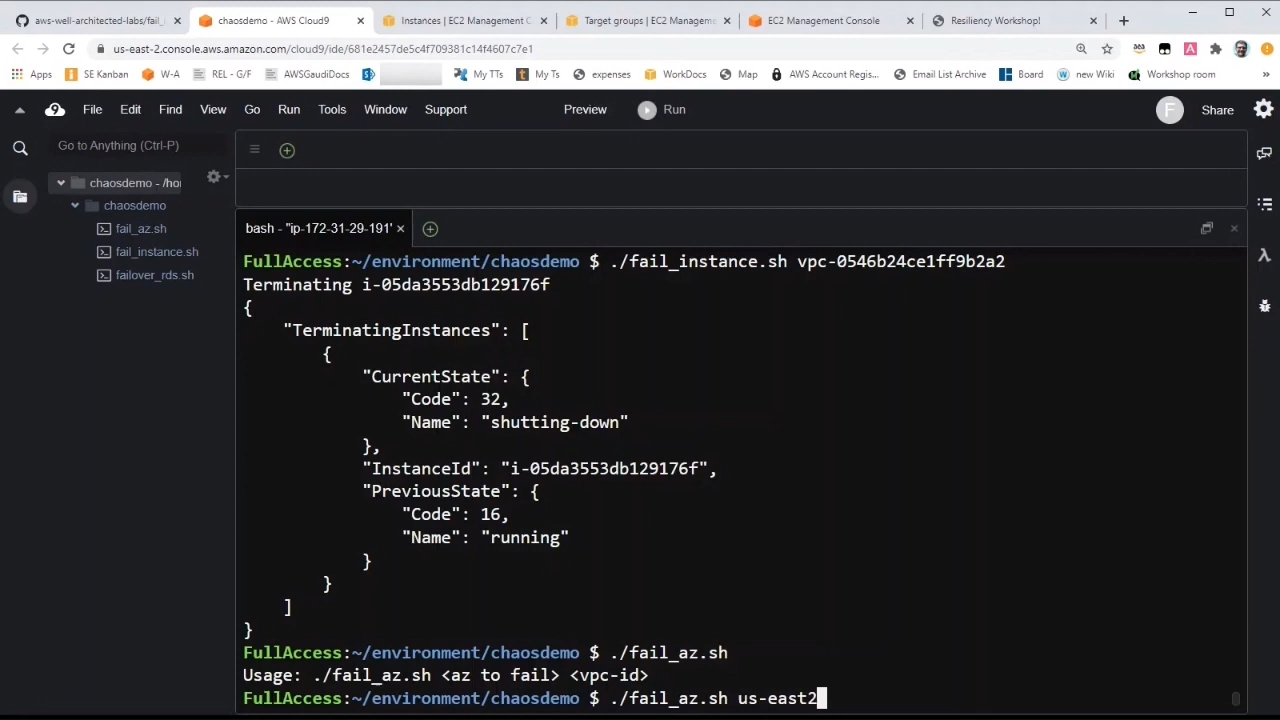 aws-well-architected-labs/fail_i
chaosdemo - AWS Cloud9
Instances | EC2 Management C
Target groups | EC2 Manageme
EC2 Management Console
Resiliency Workshop!
us-east-2.console.aws.amazon.com/cloud9/ide/681e2457de5c4f709381c14f4607c7e1
Apps SE Kanban W-A REL - G/F AWSGaudiDocs My TTs My Ts expenses WorkDocs Map AWS Account Regis... Email List Archive Board new Wiki Workshop room »
9 File Edit Find View Go Run Tools Window Support Preview Run F Share
Go to Anything (Ctrl-P)
chaosdemo - /hoi
chaosdemo
fail_az.sh
fail_instance.sh
failover_rds.sh
bash - "ip-172-31-29-191'
FullAccess:~/environment/chaosdemo $ ./fail_instance.sh vpc-0546b24ce1ff9b2a2
Terminating i-05da3553db129176f
{
"TerminatingInstances": [
{
"CurrentState": {
"Code": 32,
"Name": "shutting-down"
},
"InstanceId": "i-05da3553db129176f",
"PreviousState": {
"Code": 16,
"Name": "running"
}
}
]
}
FullAccess:~/environment/chaosdemo $ ./fail_az.sh
Usage: ./fail_az.sh <az to fail> <vpc-id>
FullAccess:~/environment/chaosdemo $ ./fail_az.sh us-east2